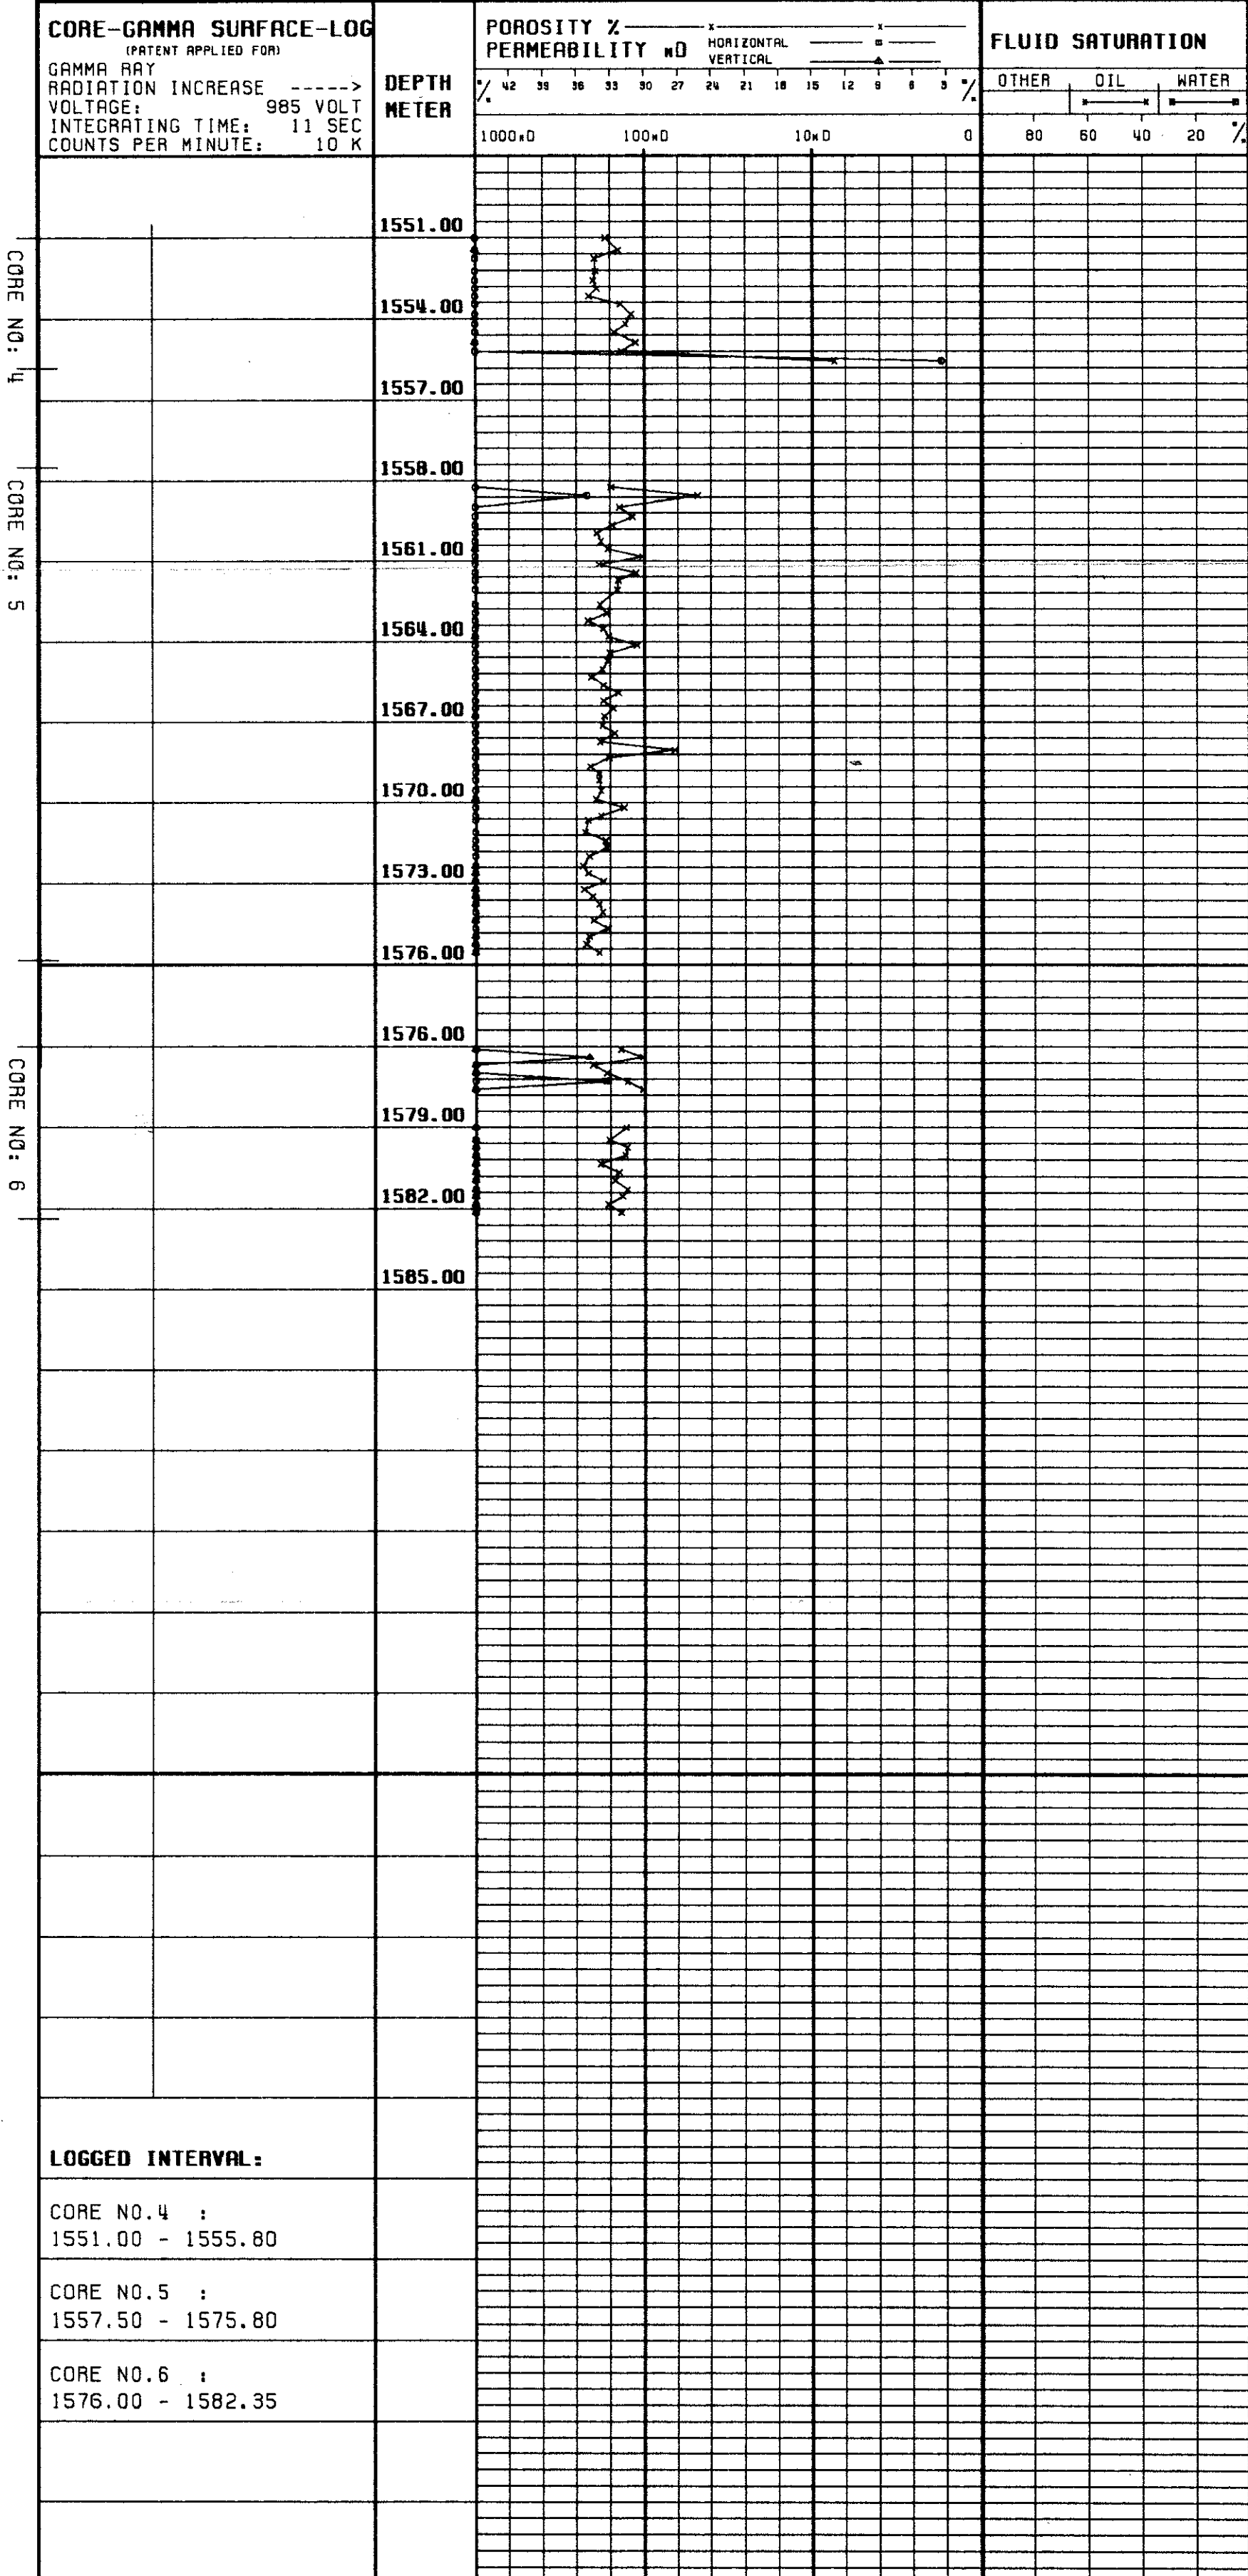 CORE-GAMMA SURFACE-LOG
(PATENT APPLIED FOR)
GAMMA RAY
RADIATION INCREASE ----->
VOLTAGE: 985 VOLT
INTEGRATING TIME: 11 SEC
COUNTS PER MINUTE: 10 K
DEPTH
METER
POROSITY %
PERMEABILITY mD
HORIZONTAL
VERTICAL
% 42 39 36 33 30 27 24 21 18 15 12 9 6 3 %
1000mD 100mD 10mD 0
FLUID SATURATION
OTHER OIL WATER
80 60 40 20 %
CORE NO: 4
CORE NO: 5
CORE NO: 6
1551.00
1554.00
1557.00
1558.00
1561.00
1564.00
1567.00
1570.00
1573.00
1576.00
1576.00
1579.00
1582.00
1585.00
LOGGED INTERVAL:
CORE NO.4 :
1551.00 - 1555.80
CORE NO.5 :
1557.50 - 1575.80
CORE NO.6 :
1576.00 - 1582.35